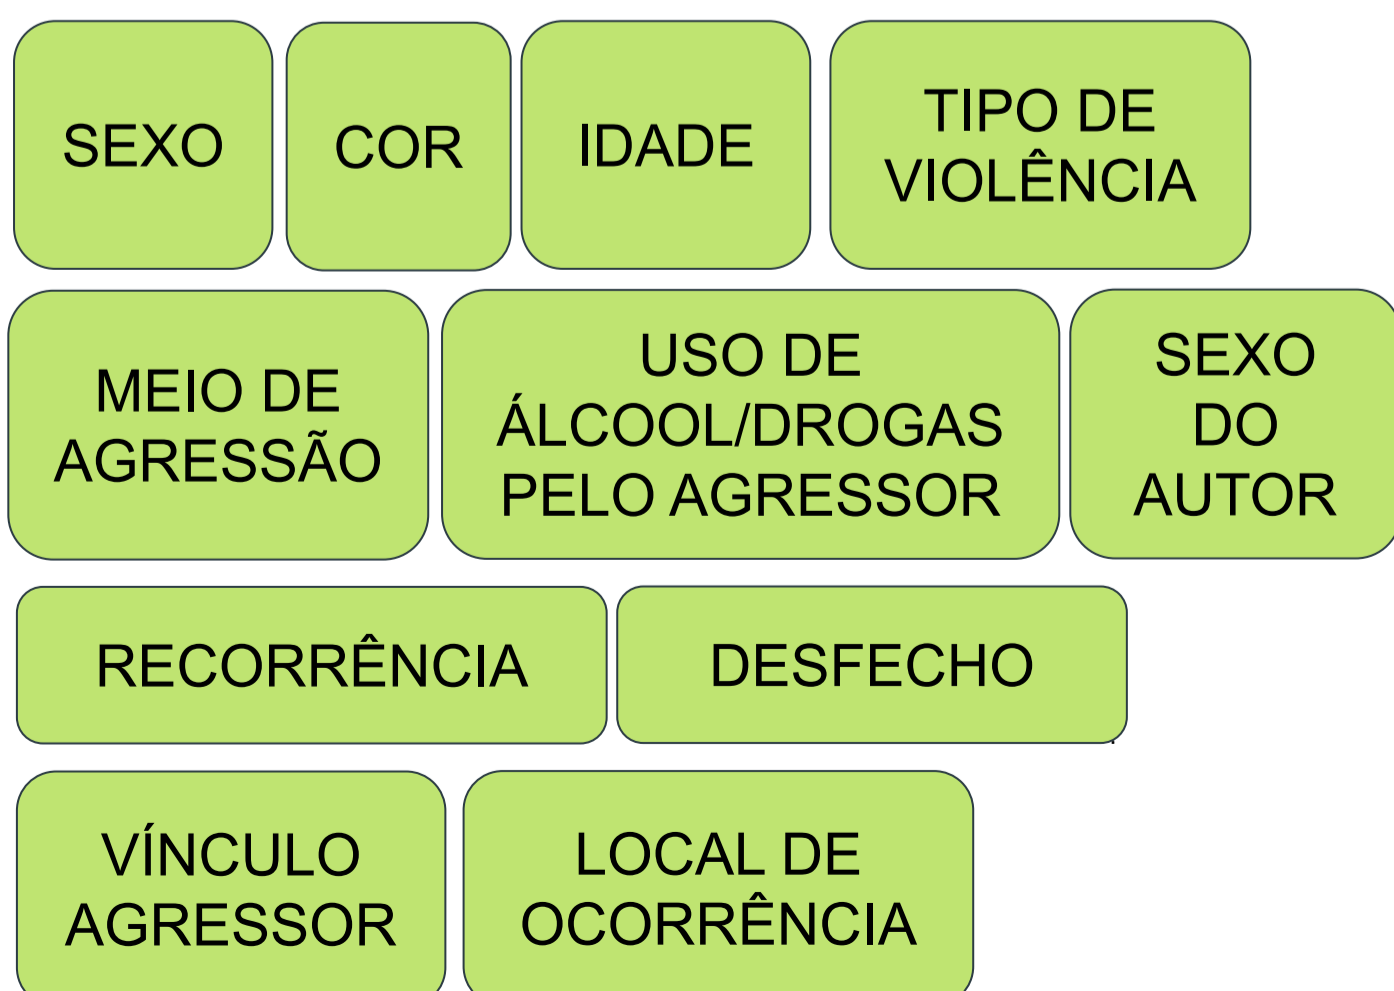 SEXO
COR
IDADE
TIPO DE
VIOLÊNCIA
MEIO DE
AGRESSÃO
USO DE
ÁLCOOL/DROGAS
PELO AGRESSOR
SEXO
DO
AUTOR
RECORRÊNCIA
DESFECHO
VÍNCULO
AGRESSOR
LOCAL DE
OCORRÊNCIA